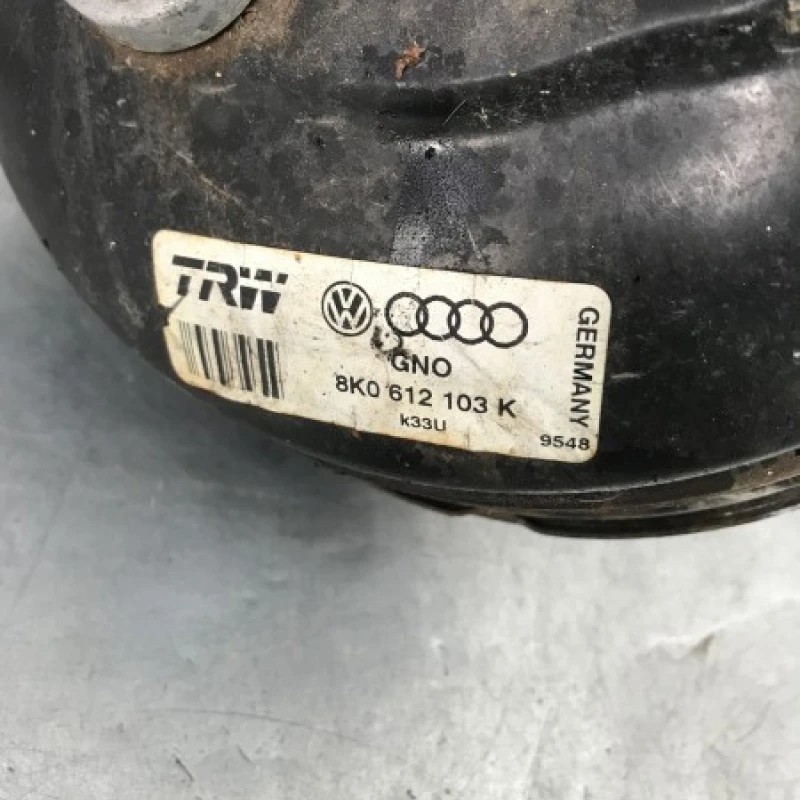 TRW
GNO
8K0 612 103 K
k33U
9548
GERMANY